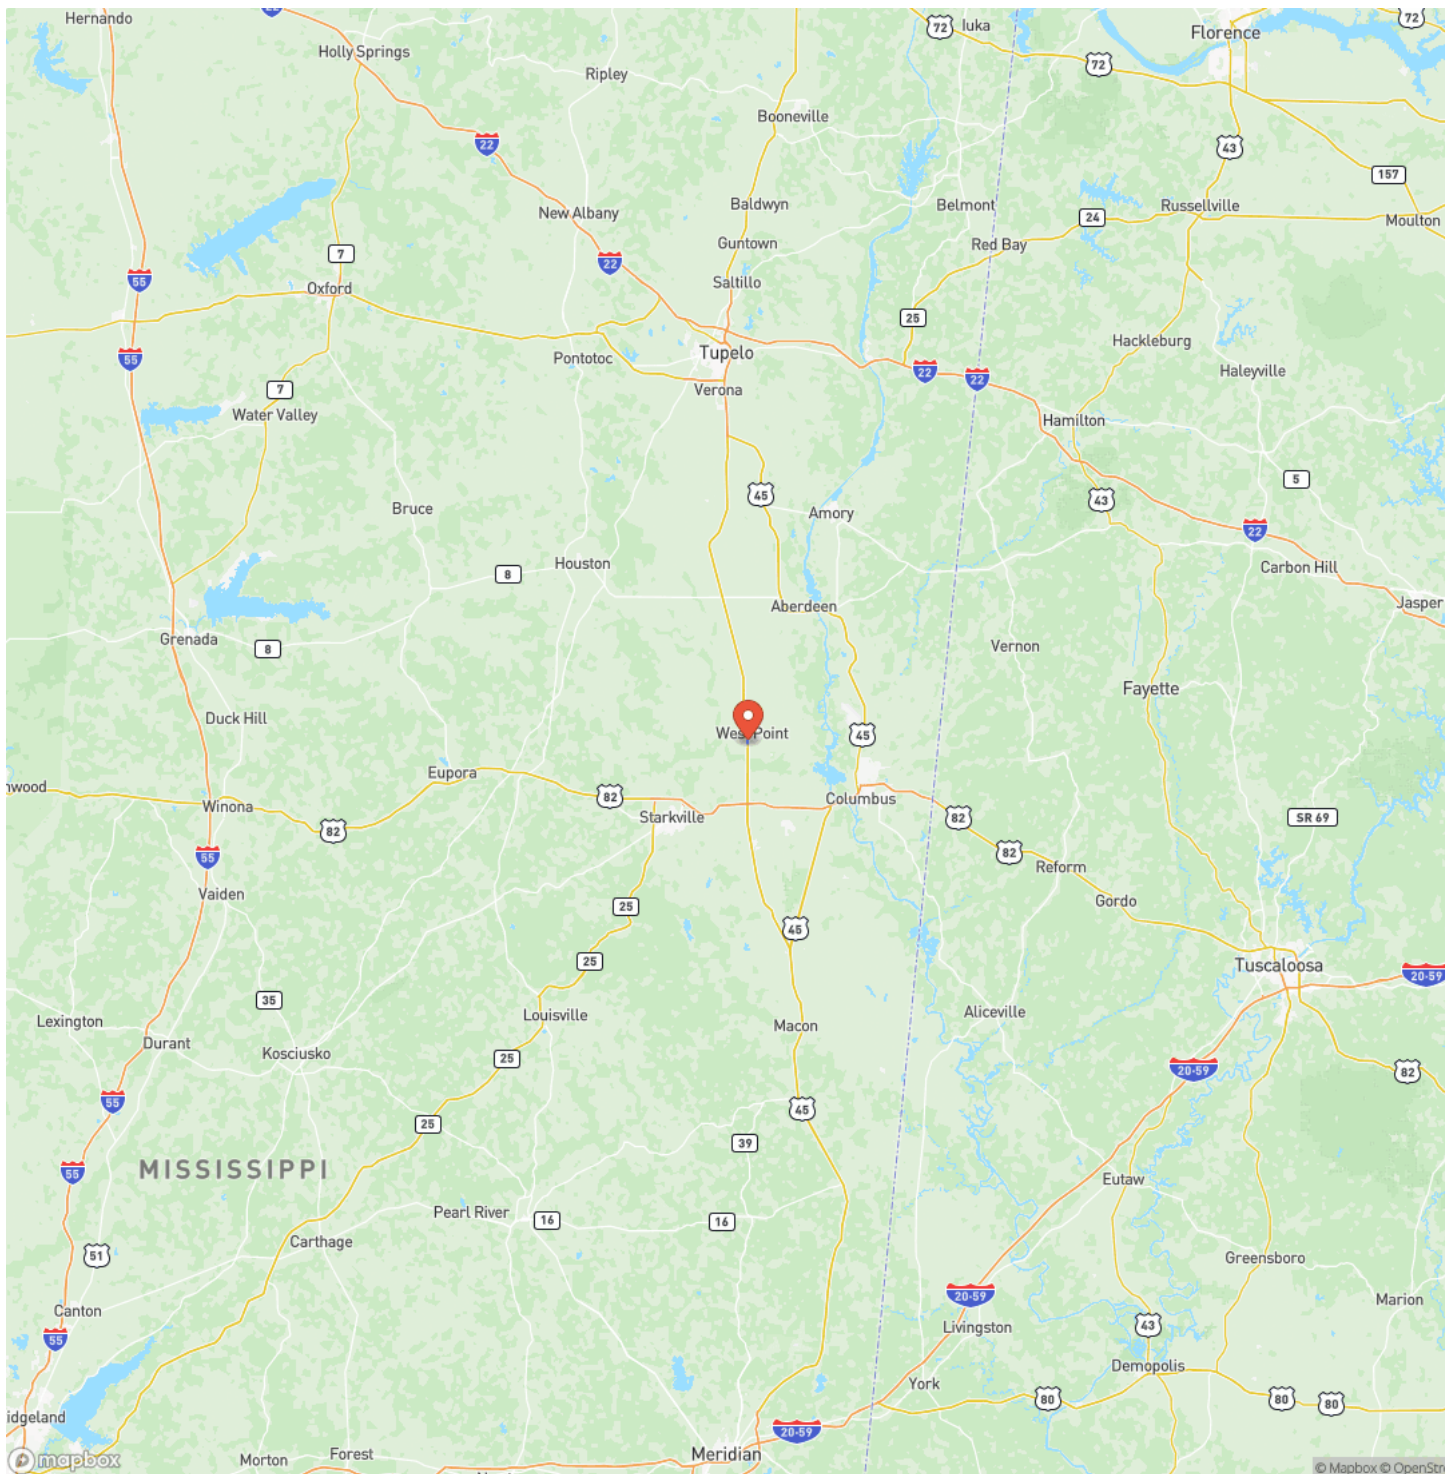 Hernando
22
72
Iuka
Florence
72
Holly Springs
72
Ripley
Booneville
22
43
157
New Albany
Baldwyn
Belmont
24
Russellville
Moulton
Guntown
Red Bay
7
22
Saltillo
55
Oxford
25
Hackleburg
55
Pontotoc
Tupelo
22
22
Haleyville
7
Verona
Water Valley
Hamilton
5
45
43
Bruce
Amory
22
Houston
8
Carbon Hill
Aberdeen
Jasper
Grenada
8
Vernon
Fayette
Duck Hill
West Point
45
Eupora
82
Columbus
Winona
Starkville
82
82
SR 69
55
82
Reform
Vaiden
25
Gordo
45
25
Tuscaloosa
20-59
35
Lexington
Louisville
Macon
Aliceville
Durant
Kosciusko
25
20-59
82
55
45
25
39
MISSISSIPPI
55
Eutaw
Pearl River
16
16
Carthage
51
Greensboro
20-59
Canton
Marion
55
Livingston
43
Demopolis
York
80
80
80
idgeland
20-59
Meridian
Forest
Morton
mapbox
© Mapbox © OpenStr